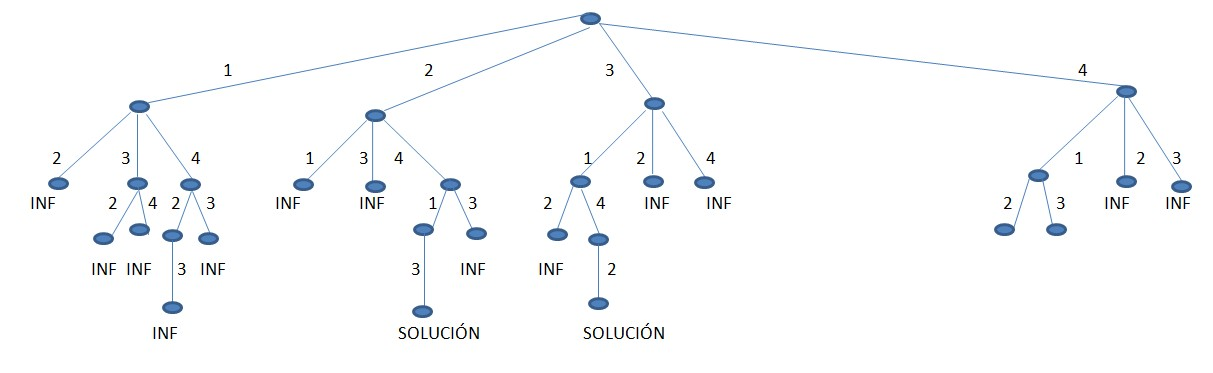 1 2 3 4
2 3 4 1 3 4 1 2 4 1 2 3
INF 2 4 2 3 INF INF 1 3 2 4 INF INF 2 3 INF INF
INF INF 3 INF 3 INF INF 2
INF SOLUCIÓN SOLUCIÓN